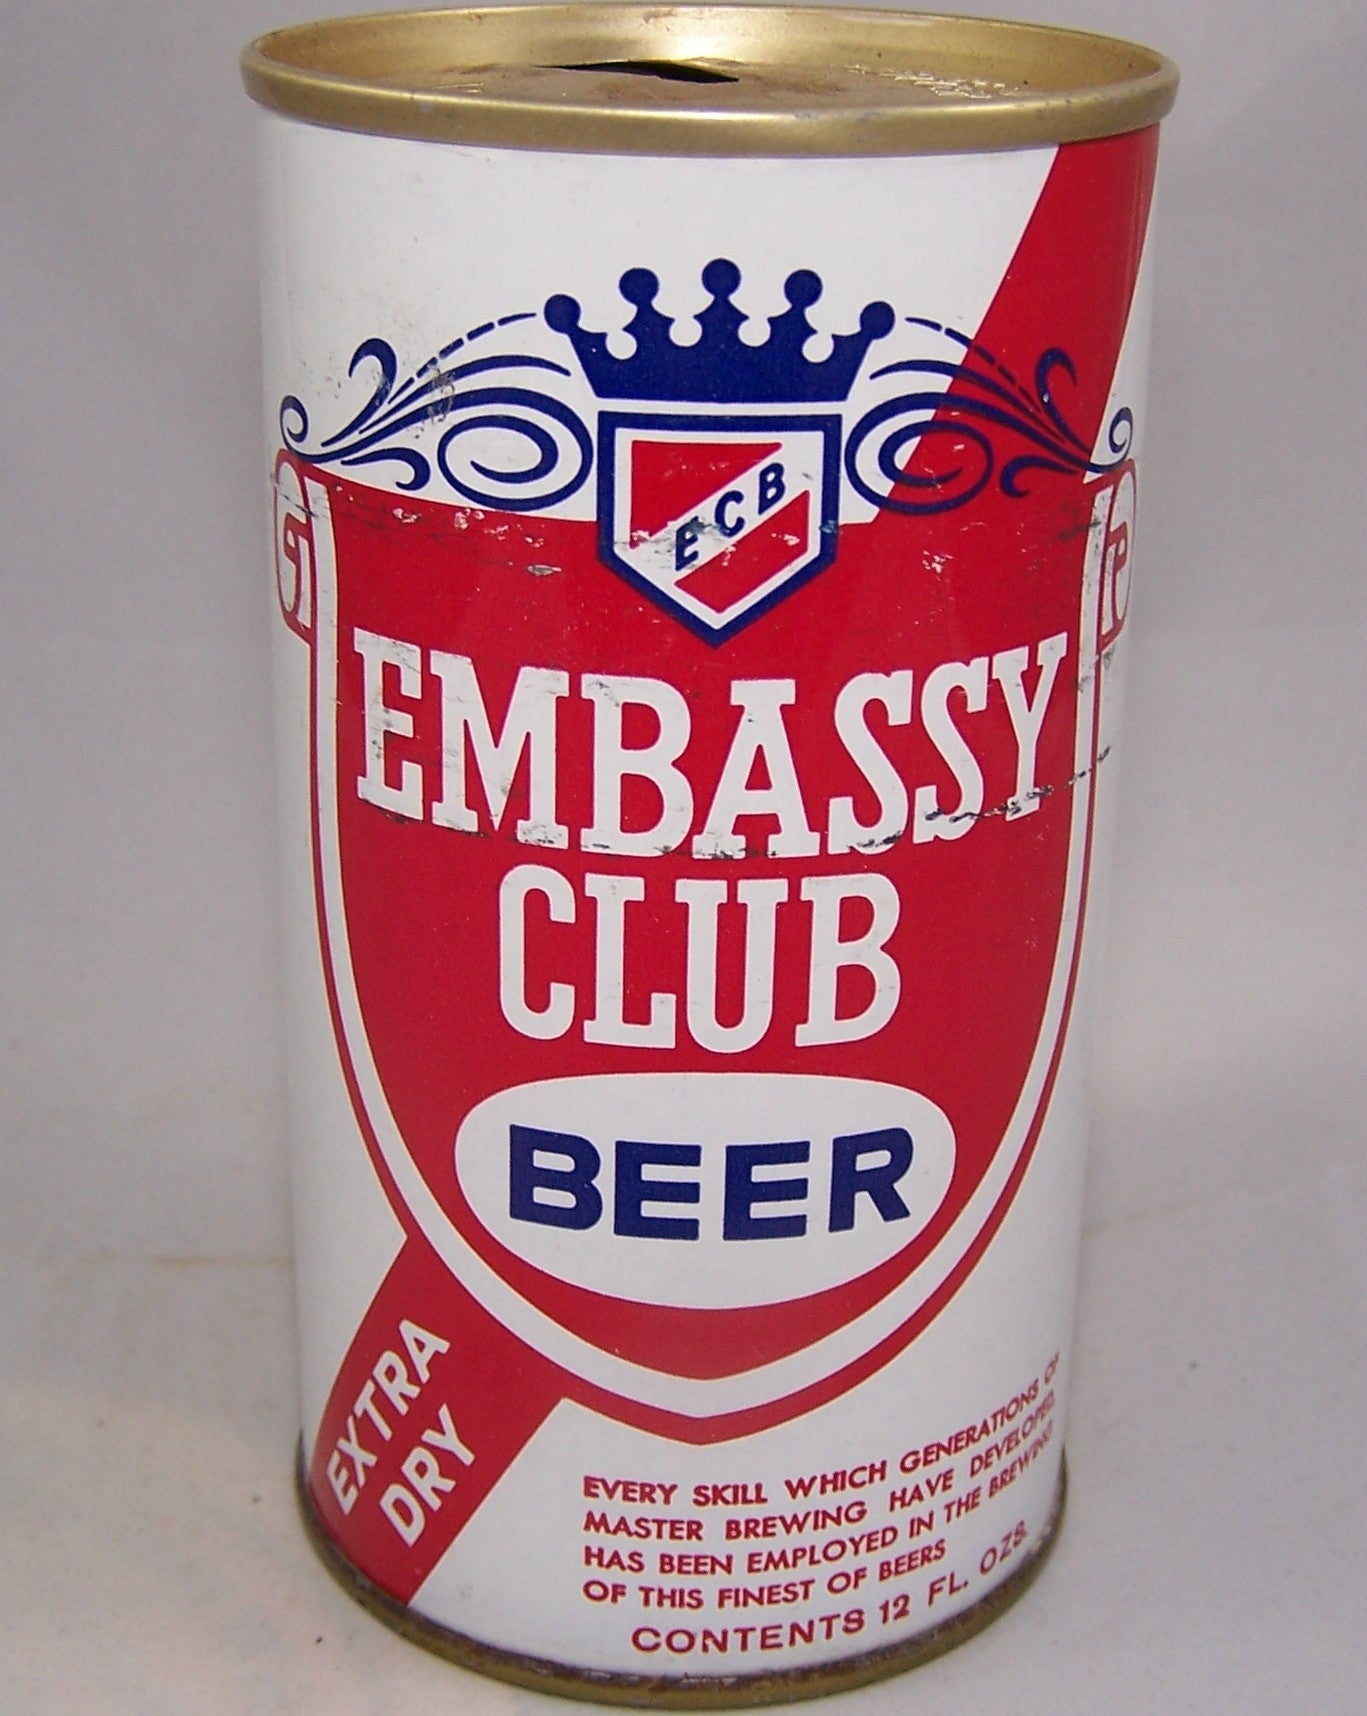 ECB
EMBASSY
CLUB
BEER
EXTRA
DRY
EVERY SKILL WHICH GENERATIONS OF
MASTER BREWING HAVE DEVELOPED,
HAS BEEN EMPLOYED IN THE BREWING
OF THIS FINEST OF BEERS
CONTENTS 12 FL. OZS.